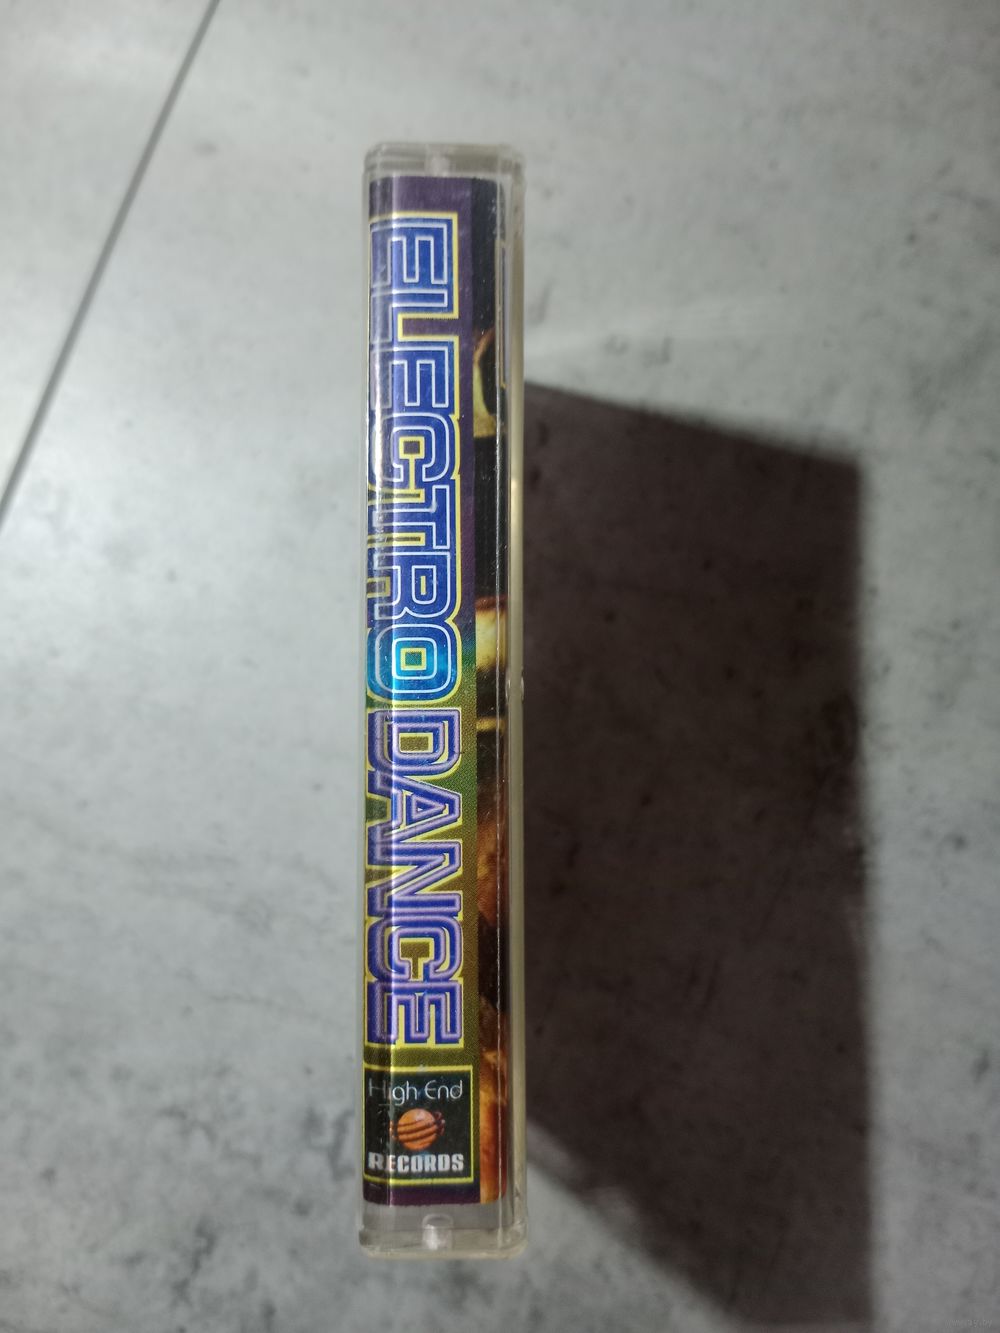 ELECTRO DANCE
High End
RECORDS